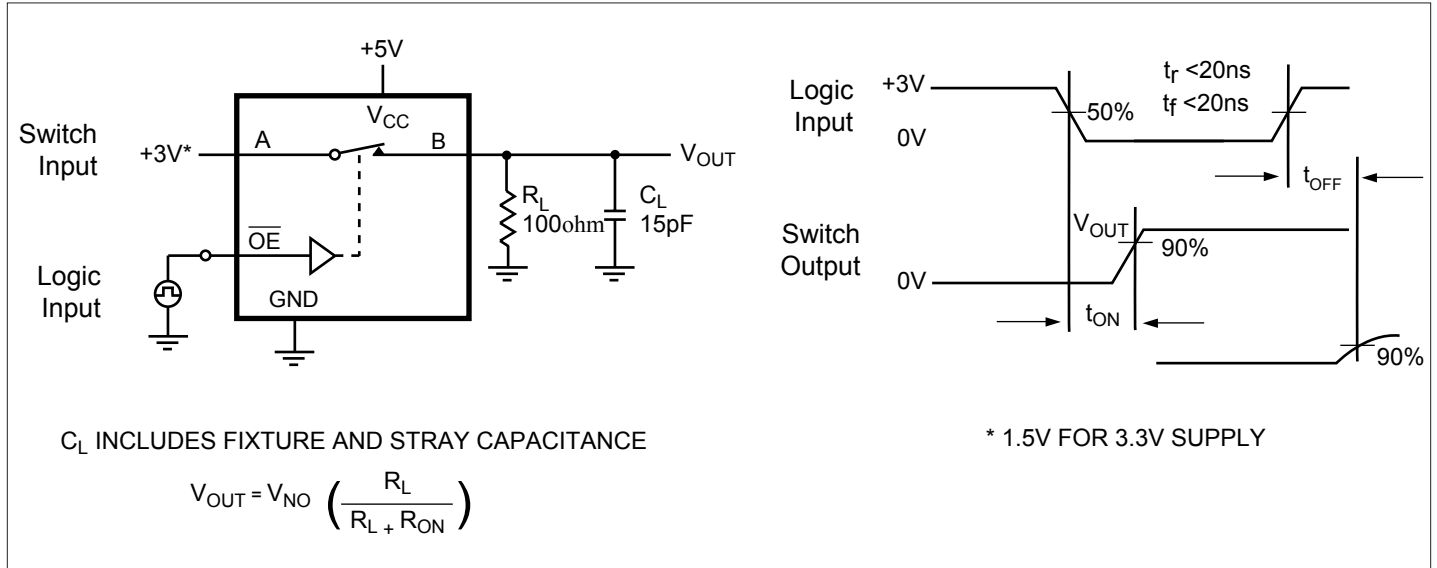 +5V
V_CC
Switch
Input
+3V*
A
B
V_OUT
R_L
100ohm
C_L
15pF
OE
Logic
Input
GND
C_L INCLUDES FIXTURE AND STRAY CAPACITANCE
V_OUT = V_NO ( R_L / R_L + R_ON )
Logic
Input
+3V
0V
50%
t_r <20ns
t_f <20ns
t_OFF
Switch
Output
V_OUT
90%
0V
t_ON
90%
* 1.5V FOR 3.3V SUPPLY